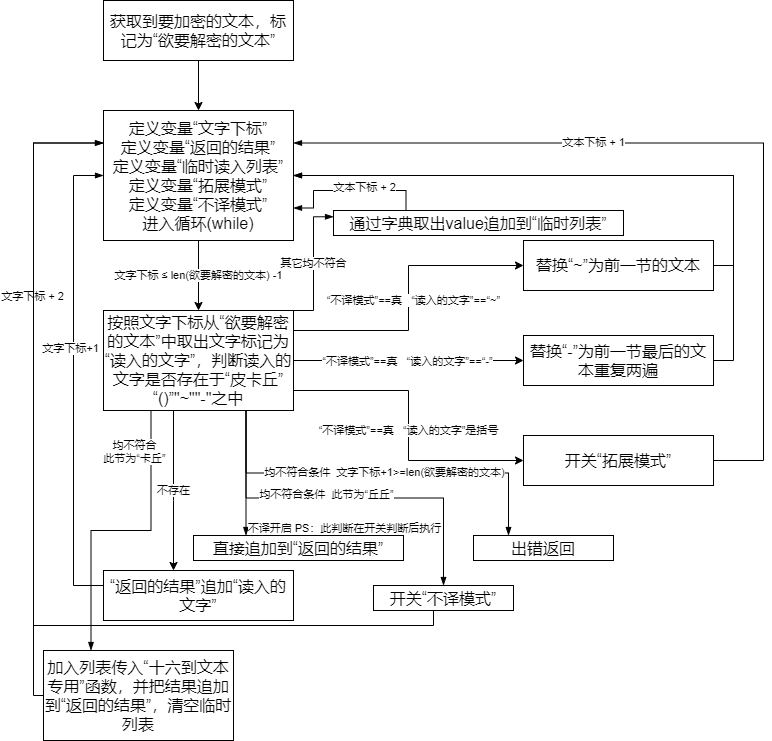 获取到要加密的文本，标
记为“欲要解密的文本”
定义变量“文字下标”
定义变量“返回的结果”
定义变量“临时读入列表”
定义变量“拓展模式”
定义变量“不译模式”
进入循环(while)
文本下标 + 1
文本下标 + 2
通过字典取出value追加到“临时列表”
其它均不符合
文字下标 ≤ len(欲要解密的文本) -1
替换“~”为前一节的文本
文字下标 + 2
“不译模式”==真　“读入的文字”==“~”
按照文字下标从“欲要解密
的文本”中取出文字标记为
“读入的文字”，判断读入的
文字是否存在于“皮卡丘”
“()”"~""-"之中
文字下标+1
“不译模式”==真　“读入的文字”==“-”
替换“-”为前一节最后的文
本重复两遍
“不译模式”==真　“读入的文字”是括号
开关“拓展模式”
均不符合
此节为“卡丘”
均不符合条件 文字下标+1>=len(欲要解密的文本)
不存在
均不符合条件 此节为“丘丘”
不译开启 PS：此判断在开关判断后执行
直接追加到“返回的结果”
出错返回
“返回的结果”追加“读入的
文字”
开关“不译模式”
加入列表传入“十六到文本
专用”函数，并把结果追加
到“返回的结果”，清空临时
列表